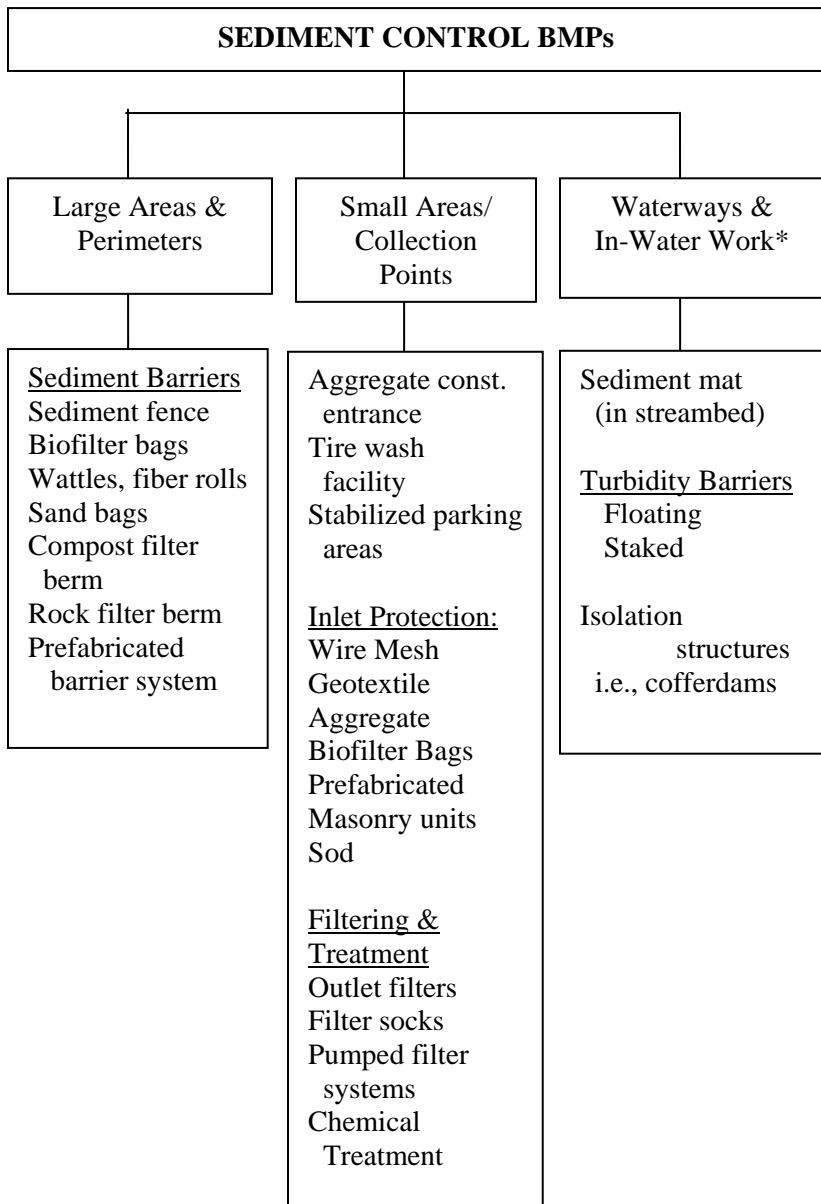 SEDIMENT CONTROL BMPs
Large Areas &
Perimeters
Small Areas/
Collection
Points
Waterways &
In-Water Work*
Sediment Barriers
Sediment fence
Biofilter bags
Wattles, fiber rolls
Sand bags
Compost filter
berm
Rock filter berm
Prefabricated
barrier system
Aggregate const.
entrance
Tire wash
facility
Stabilized parking
areas
Inlet Protection:
Wire Mesh
Geotextile
Aggregate
Biofilter Bags
Prefabricated
Masonry units
Sod
Filtering &
Treatment
Outlet filters
Filter socks
Pumped filter
systems
Chemical
Treatment
Sediment mat
(in streambed)
Turbidity Barriers
Floating
Staked
Isolation
structures
i.e., cofferdams